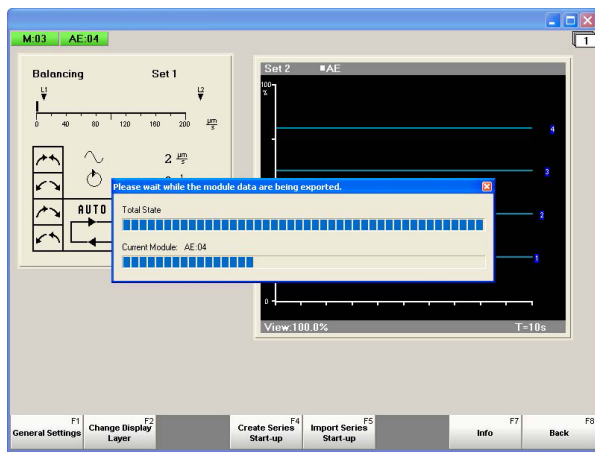 M:03 AE:04
1
Balancing Set 1
L1 L2
0 40 80 120 160 200 µm/s
2 µm/s
AUTO
Set 2 ■AE
100
%
4
3
2
1
0
View:100.0% T=10s
Please wait while the module data are being exported.
Total State
Current Module: AE:04
F1 General Settings
F2 Change Display Layer
F4 Create Series Start-up
F5 Import Series Start-up
F7 Info
F8 Back